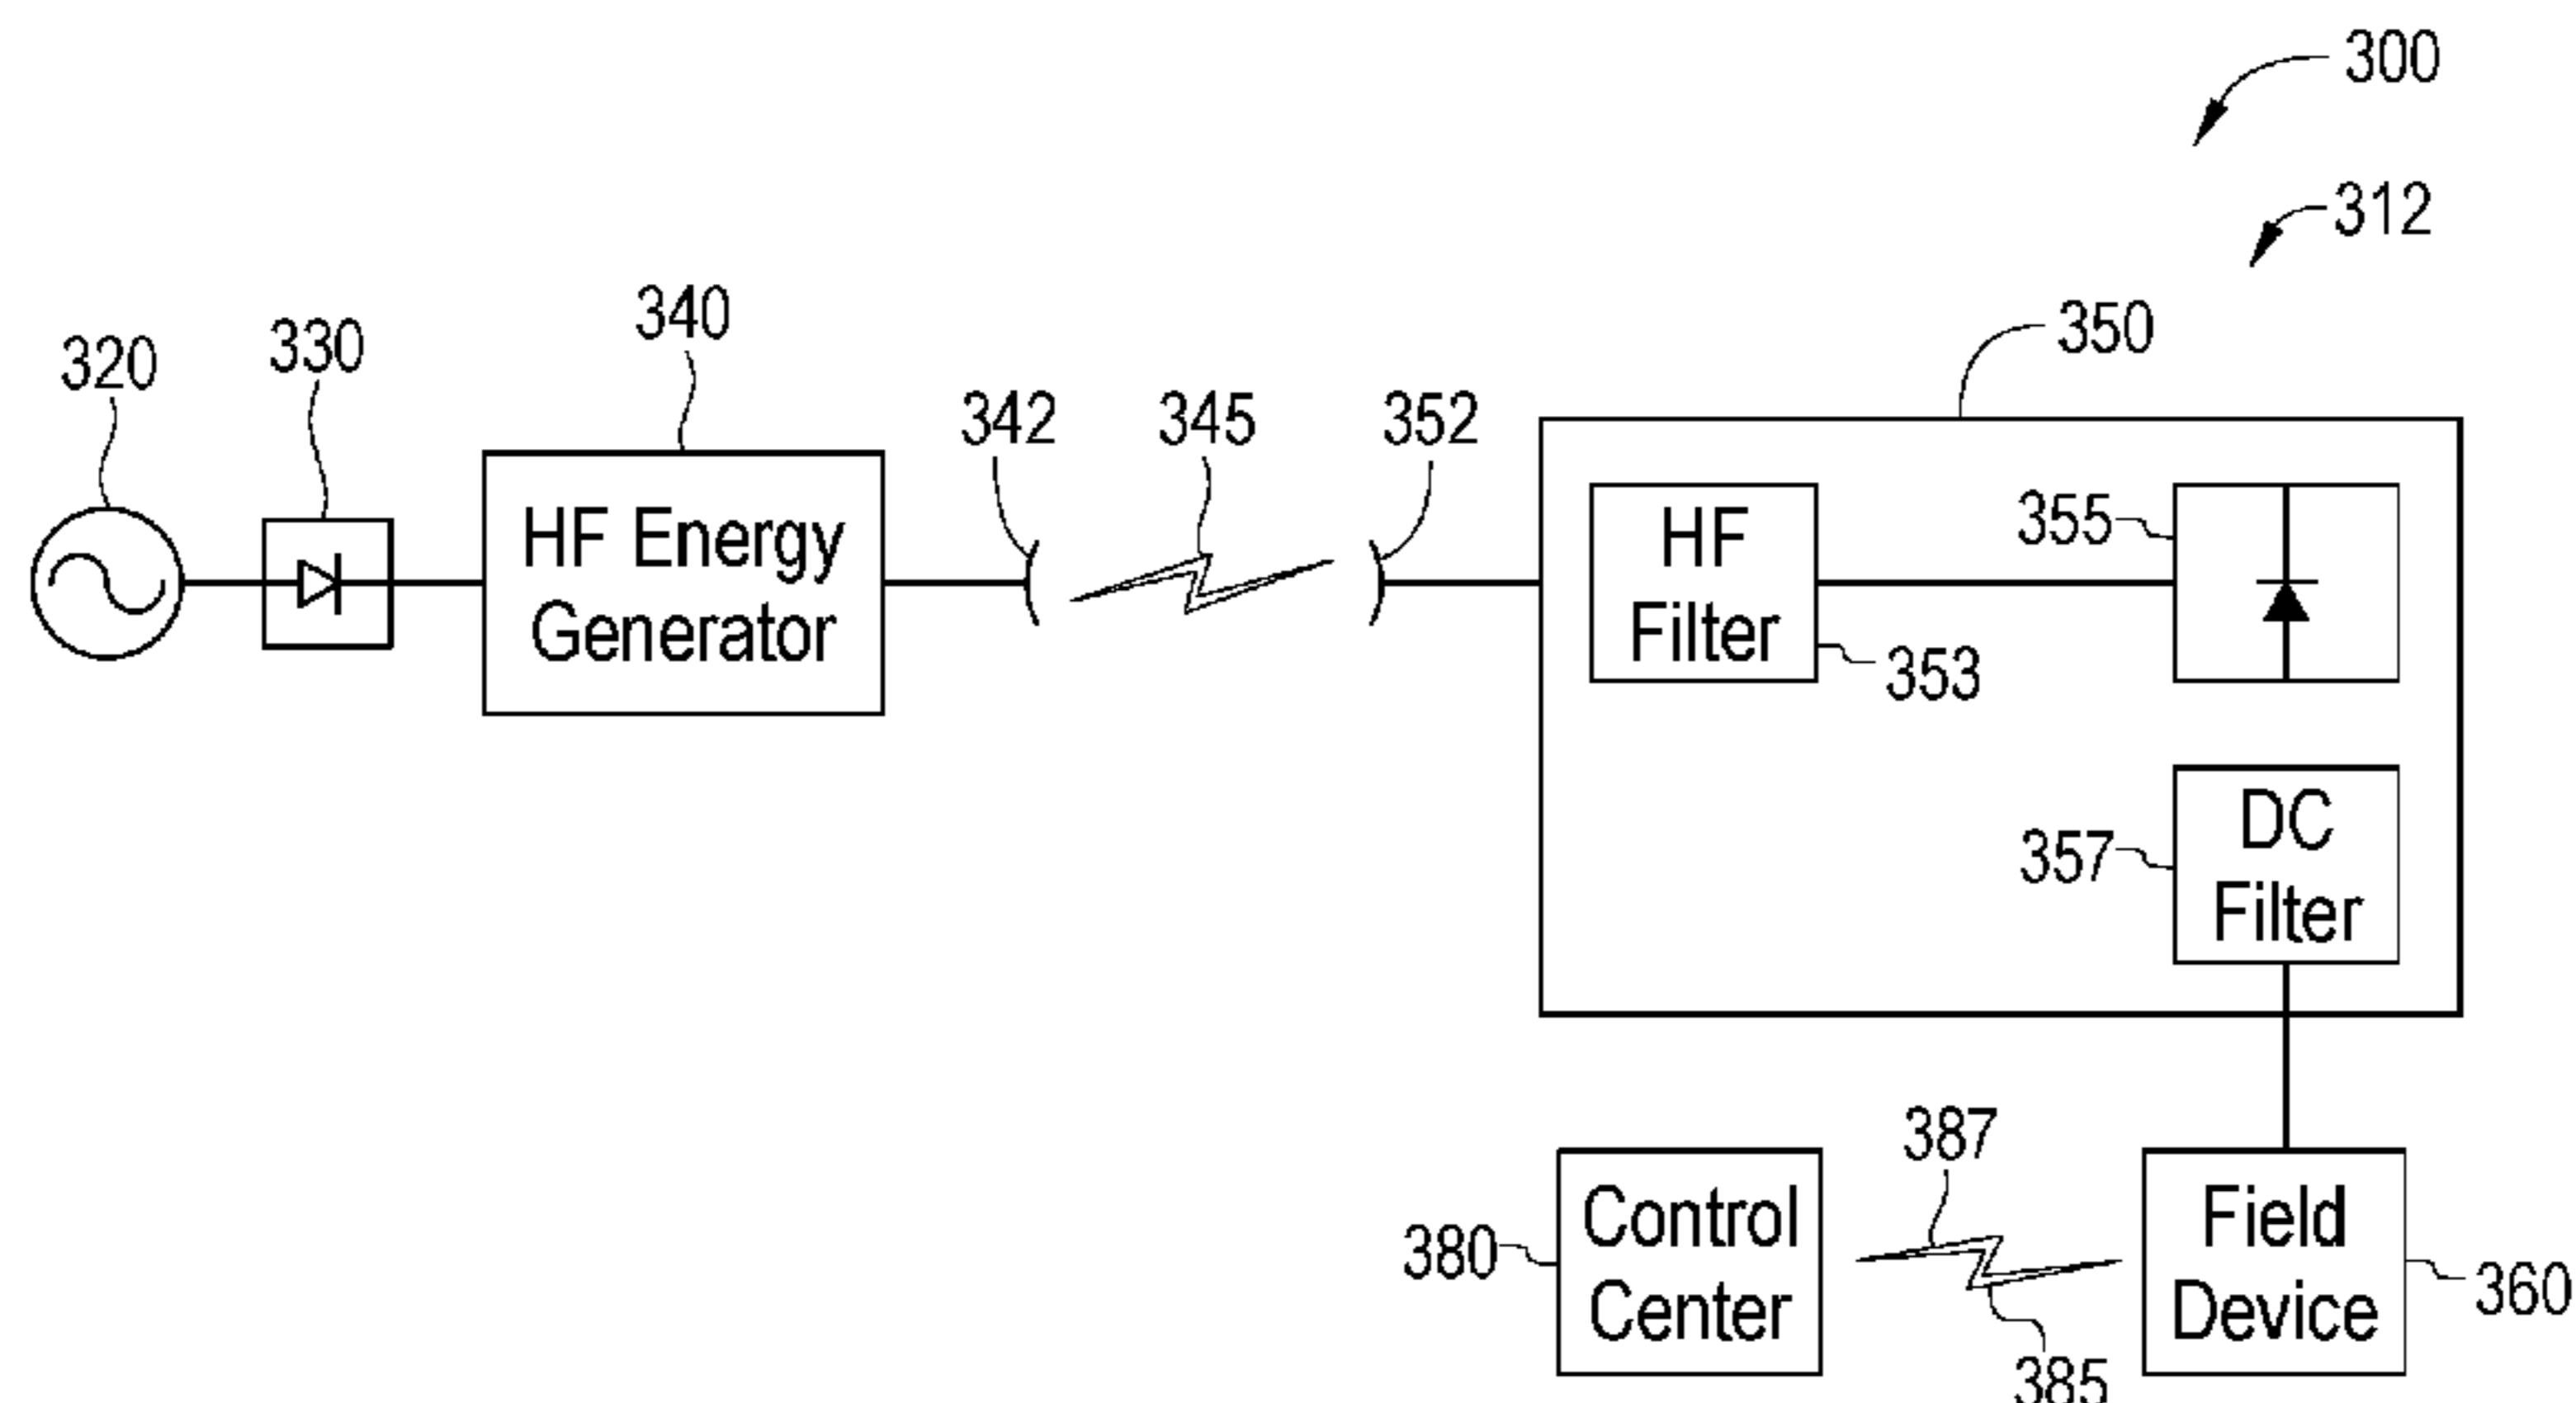 300
312
320
330
340
350
342
345
352
HF Energy
Generator
HF
Filter
353
355
357
DC
Filter
387
380
Control
Center
385
Field
Device
360